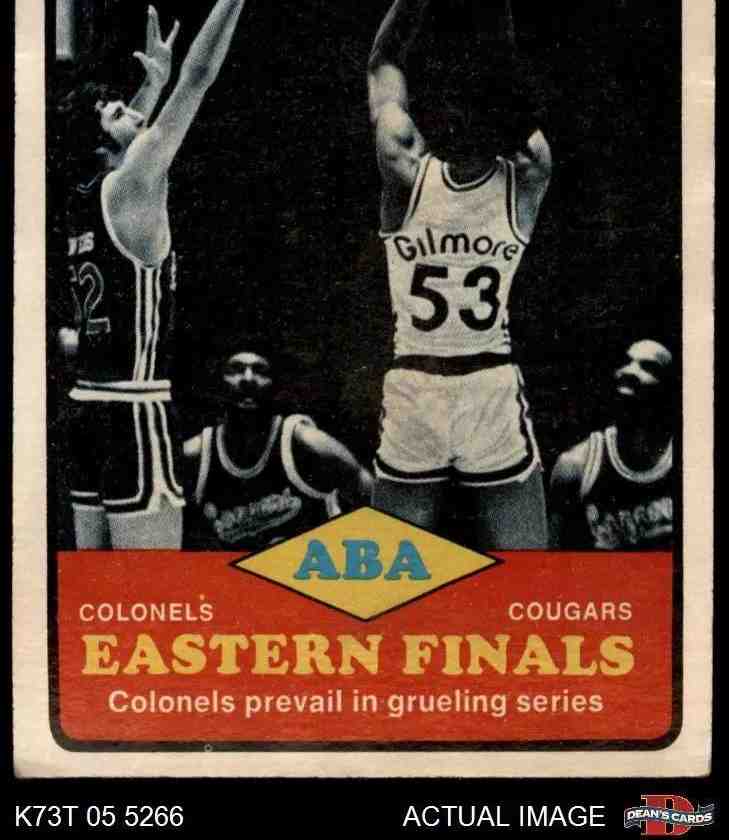 Gilmore
53
ABA
COLONELS COUGARS
EASTERN FINALS
Colonels prevail in grueling series
K73T 05 5266 ACTUAL IMAGE DEAN'S CARDS